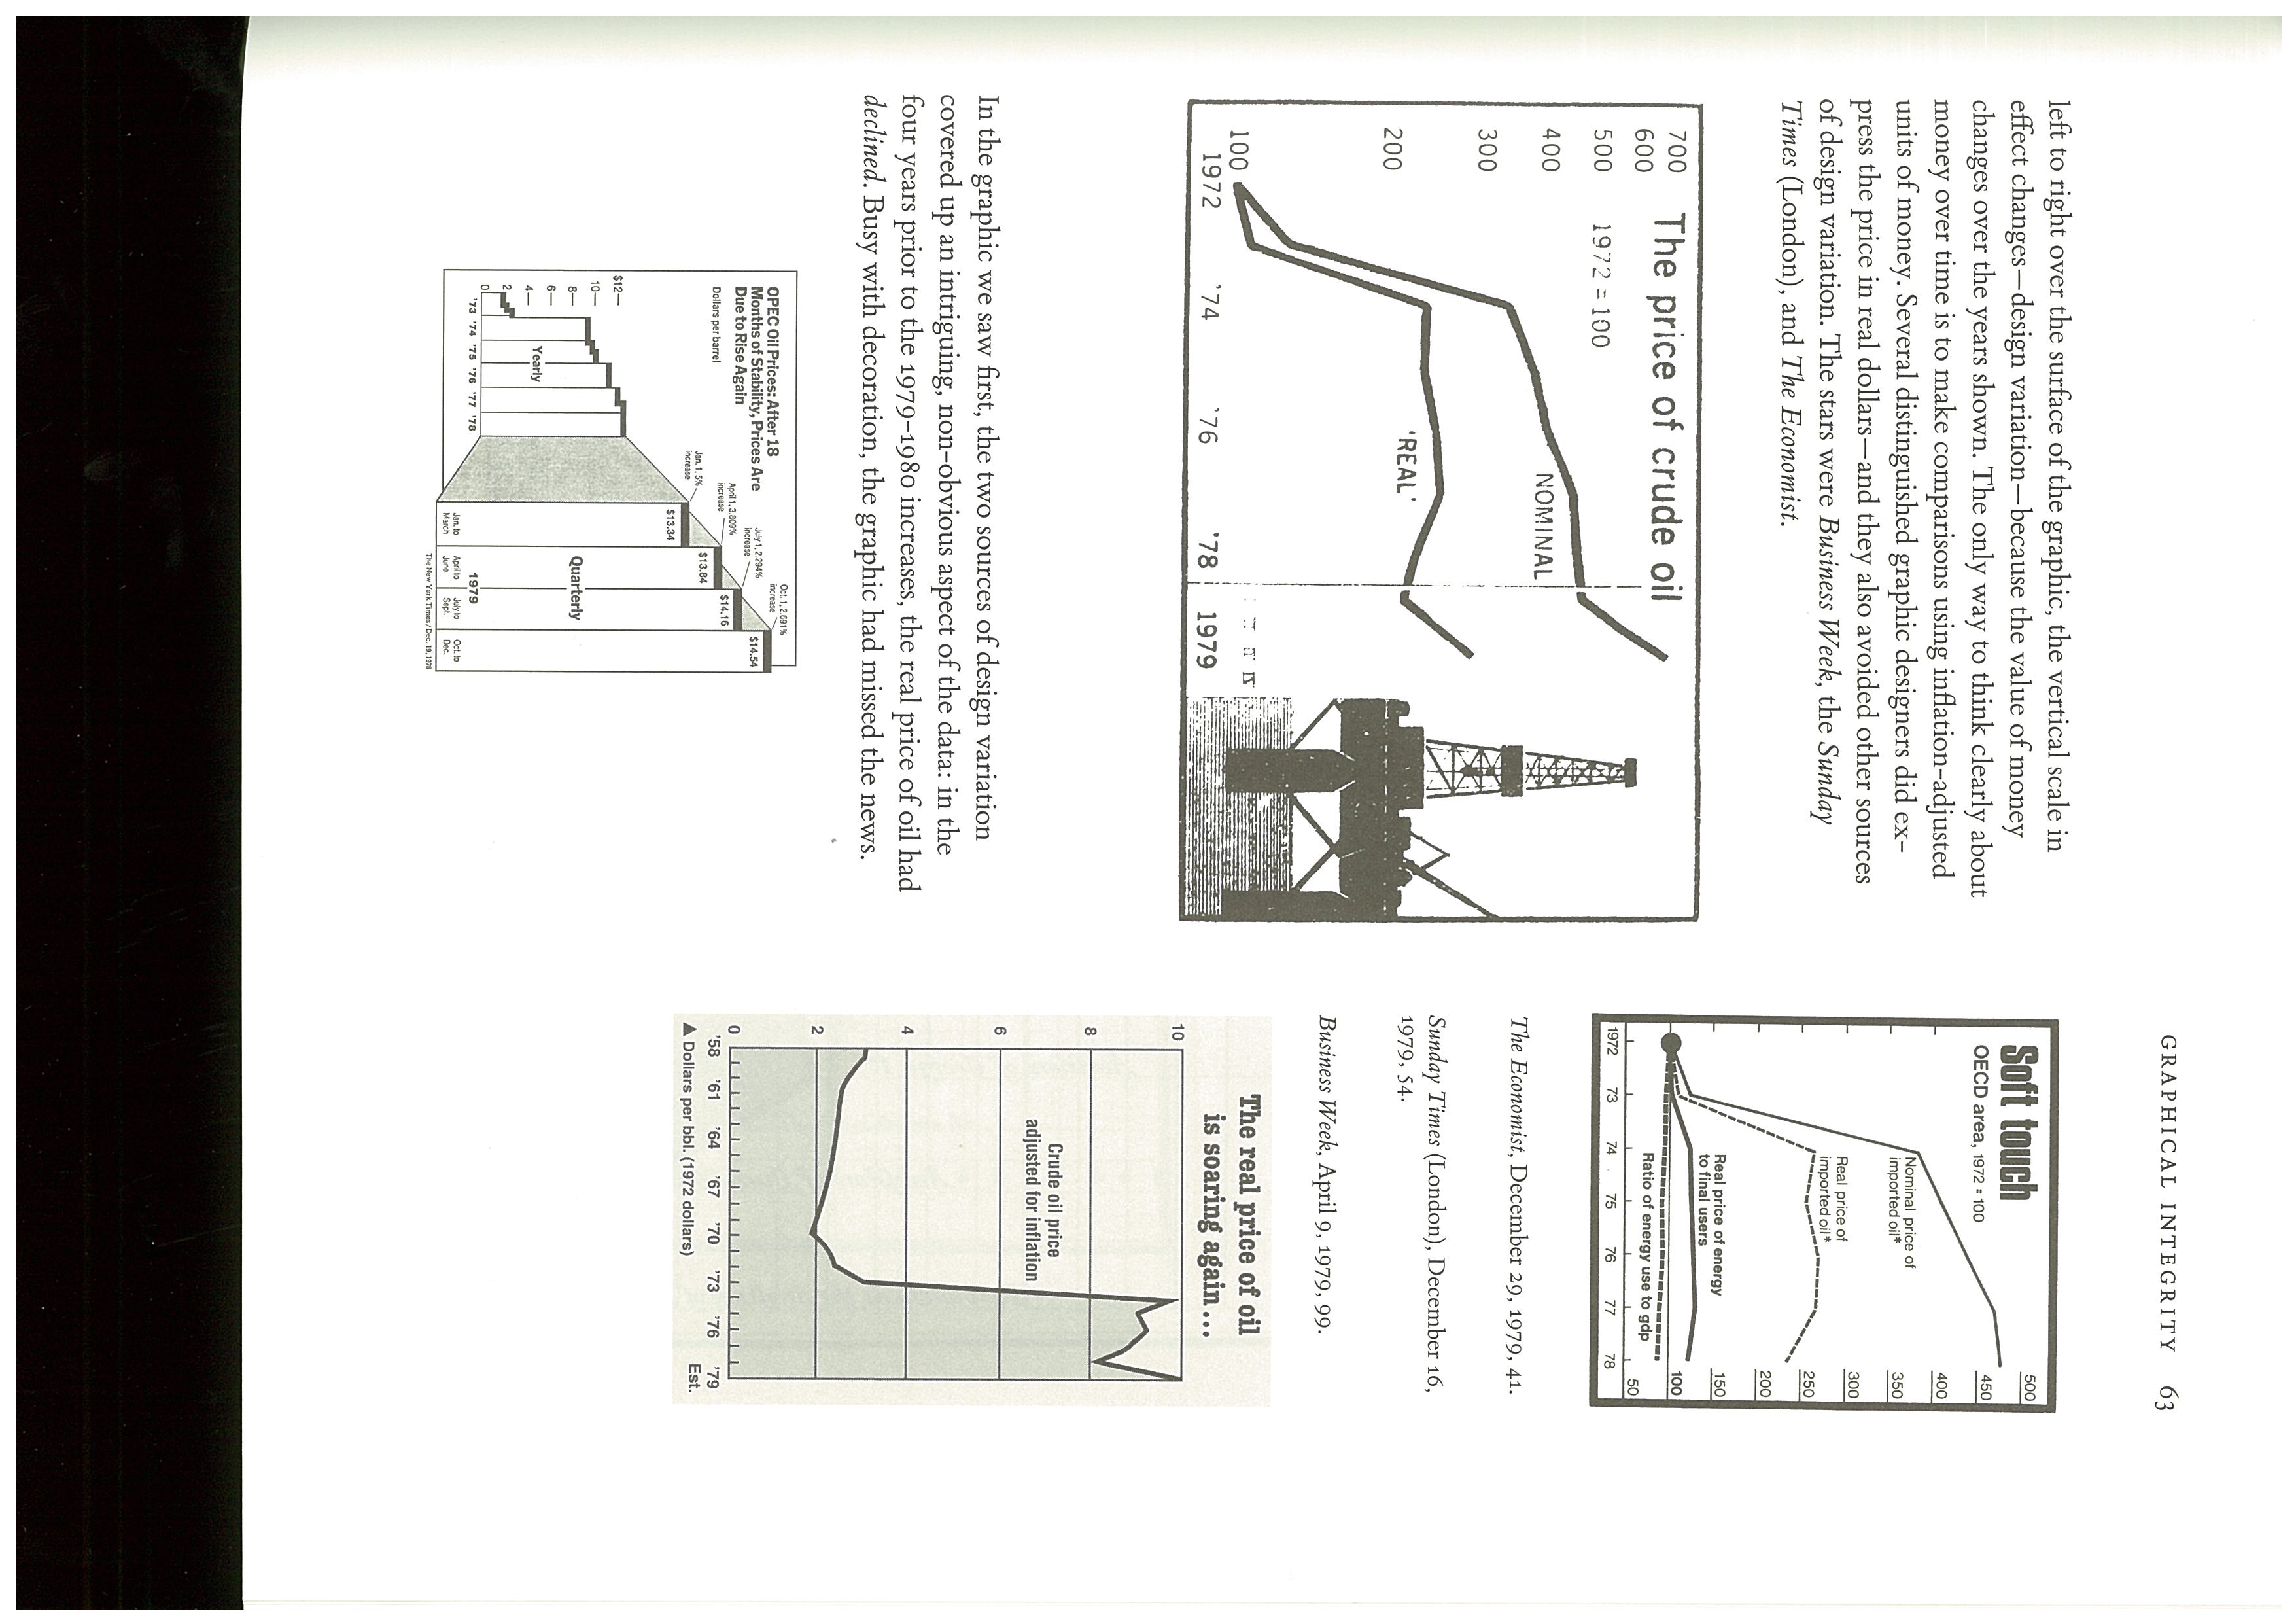 GRAPHICAL INTEGRITY 63
left to right over the surface of the graphic, the vertical scale in
effect changes—design variation—because the value of money
changes over the years shown. The only way to think clearly about
money over time is to make comparisons using inflation-adjusted
units of money. Several distinguished graphic designers did ex-
press the price in real dollars—and they also avoided other sources
of design variation. The stars were Business Week, the Sunday
Times (London), and The Economist.
Soft touch
OECD area, 1972 = 100
500
450
400
350
300
250
200
150
100
50
Nominal price of
imported oil*
Real price of
imported oil*
Real price of energy
to final users
Ratio of energy use to gdp
1972 73 74 75 76 77 78
The price of crude oil
1972 = 100
700
600
500
400
300
200
100
NOMINAL
'REAL'
1972 '74 '76 '78 1979
The Economist, December 29, 1979, 41.
Sunday Times (London), December 16,
1979, 54.
Business Week, April 9, 1979, 99.
The real price of oil
is soaring again...
10
8
6
4
2
0
Crude oil price
adjusted for inflation
'58 '61 '64 '67 '70 '73 '76 '79
Est.
▲ Dollars per bbl. (1972 dollars)
In the graphic we saw first, the two sources of design variation
covered up an intriguing, non-obvious aspect of the data: in the
four years prior to the 1979-1980 increases, the real price of oil had
declined. Busy with decoration, the graphic had missed the news.
OPEC Oil Prices: After 18
Months of Stability, Prices Are
Due to Rise Again
Dollars per barrel
Oct. 1, 2.691%
increase
July 1, 2.294%
increase
April 1, 3.809%
increase
Jan. 1, 5%
increase
$14.54
$14.16
$13.84
$13.34
$12
10
8
6
4
2
0
Yearly
Quarterly
'73 '74 '75 '76 '77 '78
1979
Jan. to
March
April to
June
July to
Sept.
Oct. to
Dec.
The New York Times/Dec. 19, 1978